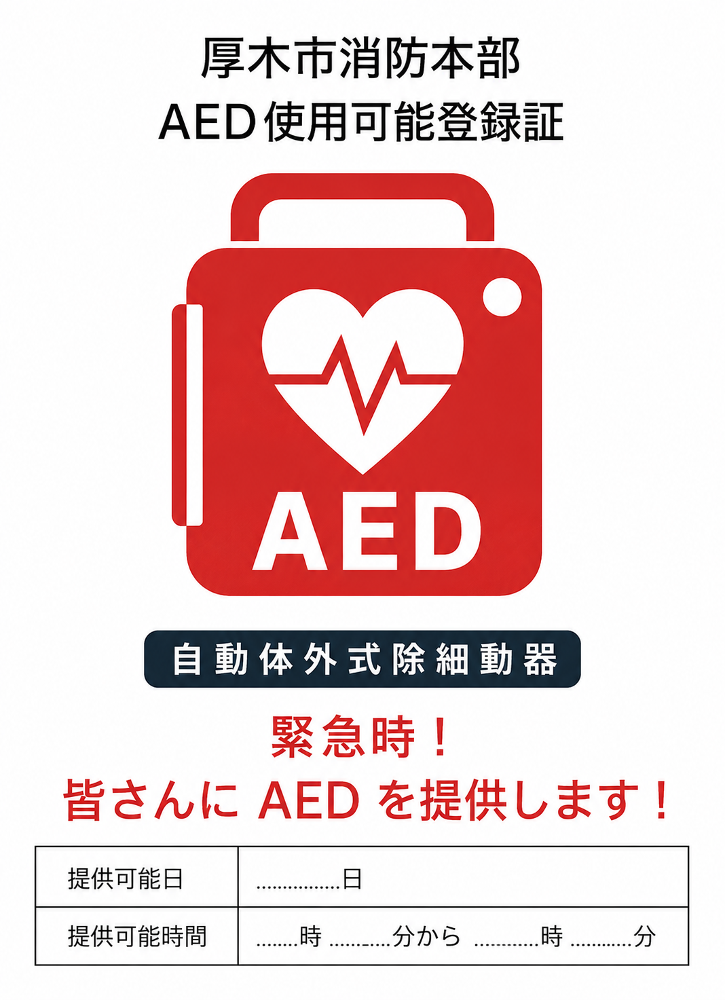 厚木市消防本部
AED使用可能登録証
AED
自動体外式除細動器
緊急時！
皆さんに AED を提供します！
提供可能日 ................日
提供可能時間 ........時 ............分から ............時 ............分